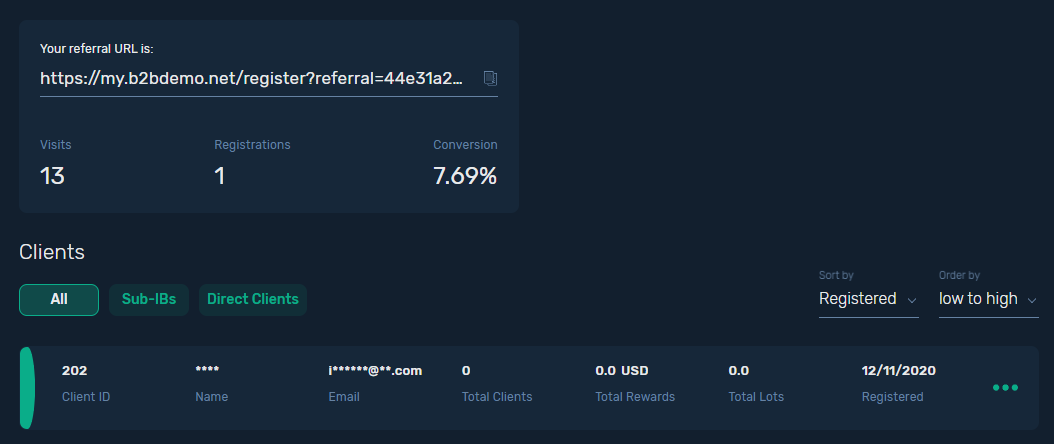 Your referral URL is:
https://my.b2bdemo.net/register?referral=44e31a2...
Visits Registrations Conversion
13 1 7.69%
Clients
Sort by Order by
All Sub-IBs Direct Clients Registered low to high
202 **** i******@**.com 0 0.0 USD 0.0 12/11/2020
Client ID Name Email Total Clients Total Rewards Total Lots Registered